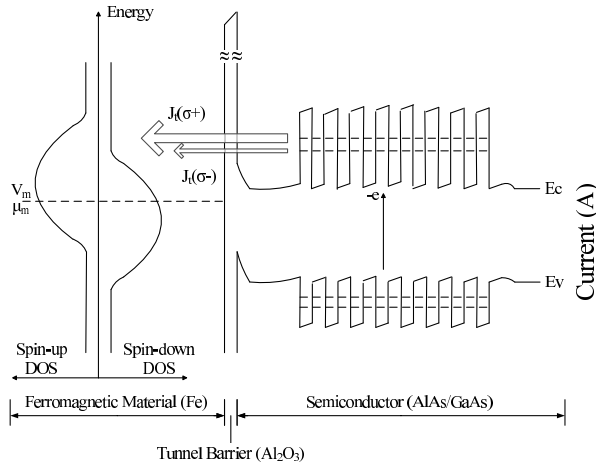 Energy
Jt(σ+)
Jt(σ-)
Vm
μm
-e
Ec
Ev
Current (A)
Spin-up
DOS
Spin-down
DOS
Ferromagnetic Material (Fe)
Semiconductor (AlAs/GaAs)
Tunnel Barrier (Al₂O₃)